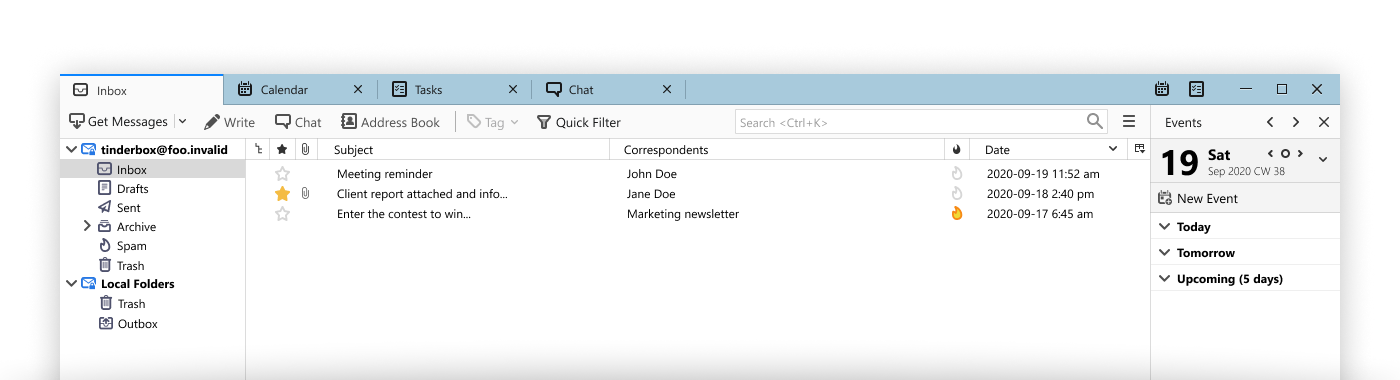 Inbox
Calendar
Tasks
Chat
Get Messages
Write
Chat
Address Book
Tag
Quick Filter
Search <Ctrl+K>
Events
tinderbox@foo.invalid
Inbox
Drafts
Sent
Archive
Spam
Trash
Local Folders
Trash
Outbox
Subject Correspondents Date
Meeting reminder John Doe 2020-09-19 11:52 am
Client report attached and info... Jane Doe 2020-09-18 2:40 pm
Enter the contest to win... Marketing newsletter 2020-09-17 6:45 am
19 Sat
Sep 2020 CW 38
New Event
Today
Tomorrow
Upcoming (5 days)